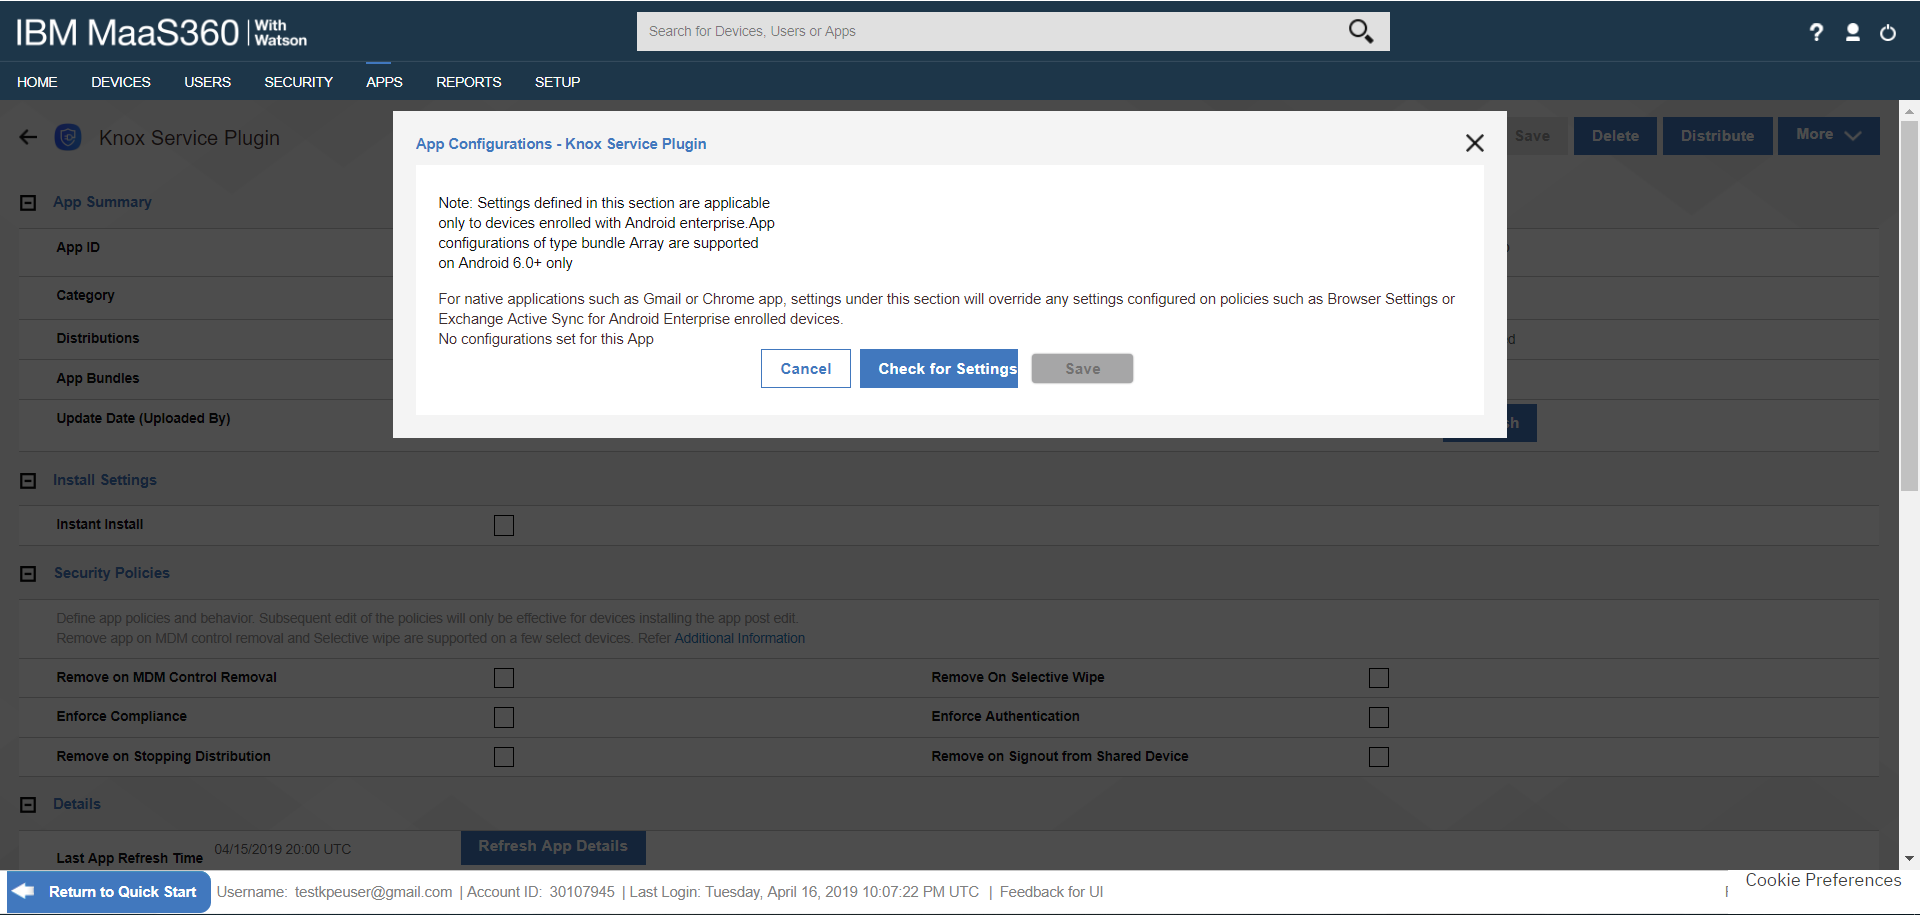 IBM MaaS360 | With Watson
Search for Devices, Users or Apps
HOME DEVICES USERS SECURITY APPS REPORTS SETUP
Knox Service Plugin
Save Delete Distribute More
App Configurations - Knox Service Plugin
Note: Settings defined in this section are applicable
only to devices enrolled with Android enterprise.App
configurations of type bundle Array are supported
on Android 6.0+ only
For native applications such as Gmail or Chrome app, settings under this section will override any settings configured on policies such as Browser Settings or
Exchange Active Sync for Android Enterprise enrolled devices.
No configurations set for this App
Cancel Check for Settings Save
App Summary
App ID
Category
Distributions
App Bundles
Update Date (Uploaded By)
Install Settings
Instant Install
Security Policies
Define app policies and behavior. Subsequent edit of the policies will only be effective for devices installing the app post edit.
Remove app on MDM control removal and Selective wipe are supported on a few select devices. Refer Additional Information
Remove on MDM Control Removal Remove On Selective Wipe
Enforce Compliance Enforce Authentication
Remove on Stopping Distribution Remove on Signout from Shared Device
Details
Last App Refresh Time 04/15/2019 20:00 UTC Refresh App Details
Return to Quick Start Username: testkpeuser@gmail.com | Account ID: 30107945 | Last Login: Tuesday, April 16, 2019 10:07:22 PM UTC | Feedback for UI
Cookie Preferences